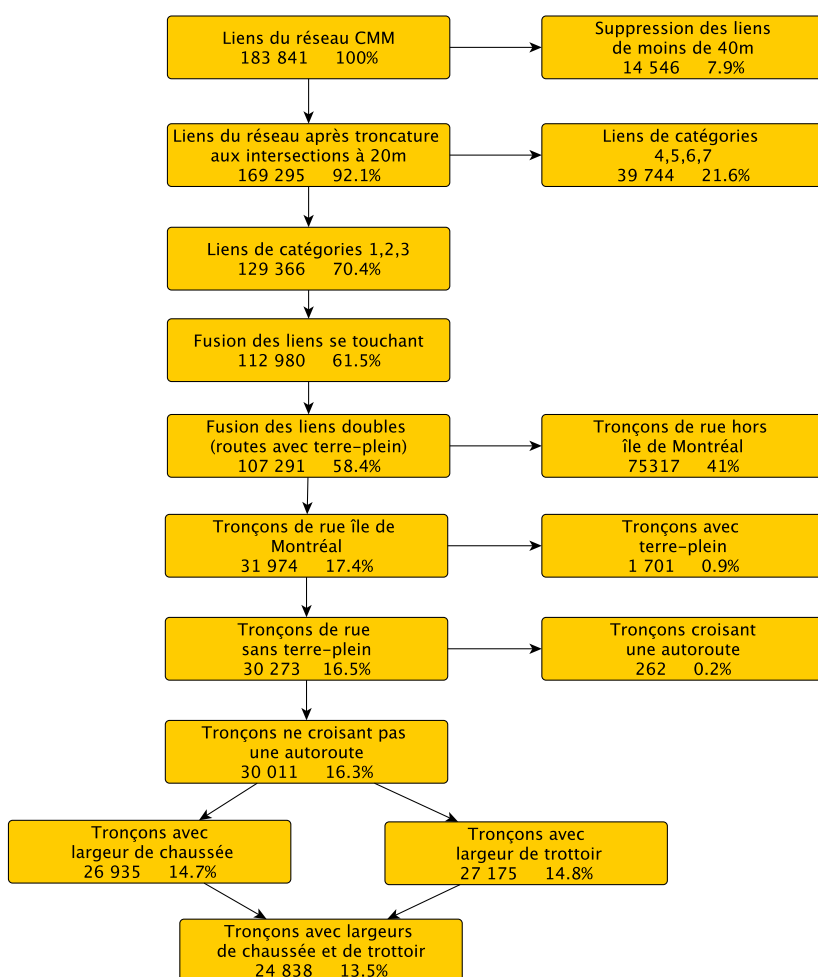 Liens du réseau CMM
183 841 100%
Suppression des liens
de moins de 40m
14 546 7.9%
Liens du réseau après troncature
aux intersections à 20m
169 295 92.1%
Liens de catégories
4,5,6,7
39 744 21.6%
Liens de catégories 1,2,3
129 366 70.4%
Fusion des liens se touchant
112 980 61.5%
Fusion des liens doubles
(routes avec terre-plein)
107 291 58.4%
Tronçons de rue hors
île de Montréal
75317 41%
Tronçons de rue île de
Montréal
31 974 17.4%
Tronçons avec
terre-plein
1 701 0.9%
Tronçons de rue
sans terre-plein
30 273 16.5%
Tronçons croisant
une autoroute
262 0.2%
Tronçons ne croisant pas
une autoroute
30 011 16.3%
Tronçons avec
largeur de chaussée
26 935 14.7%
Tronçons avec
largeur de trottoir
27 175 14.8%
Tronçons avec largeurs
de chaussée et de trottoir
24 838 13.5%